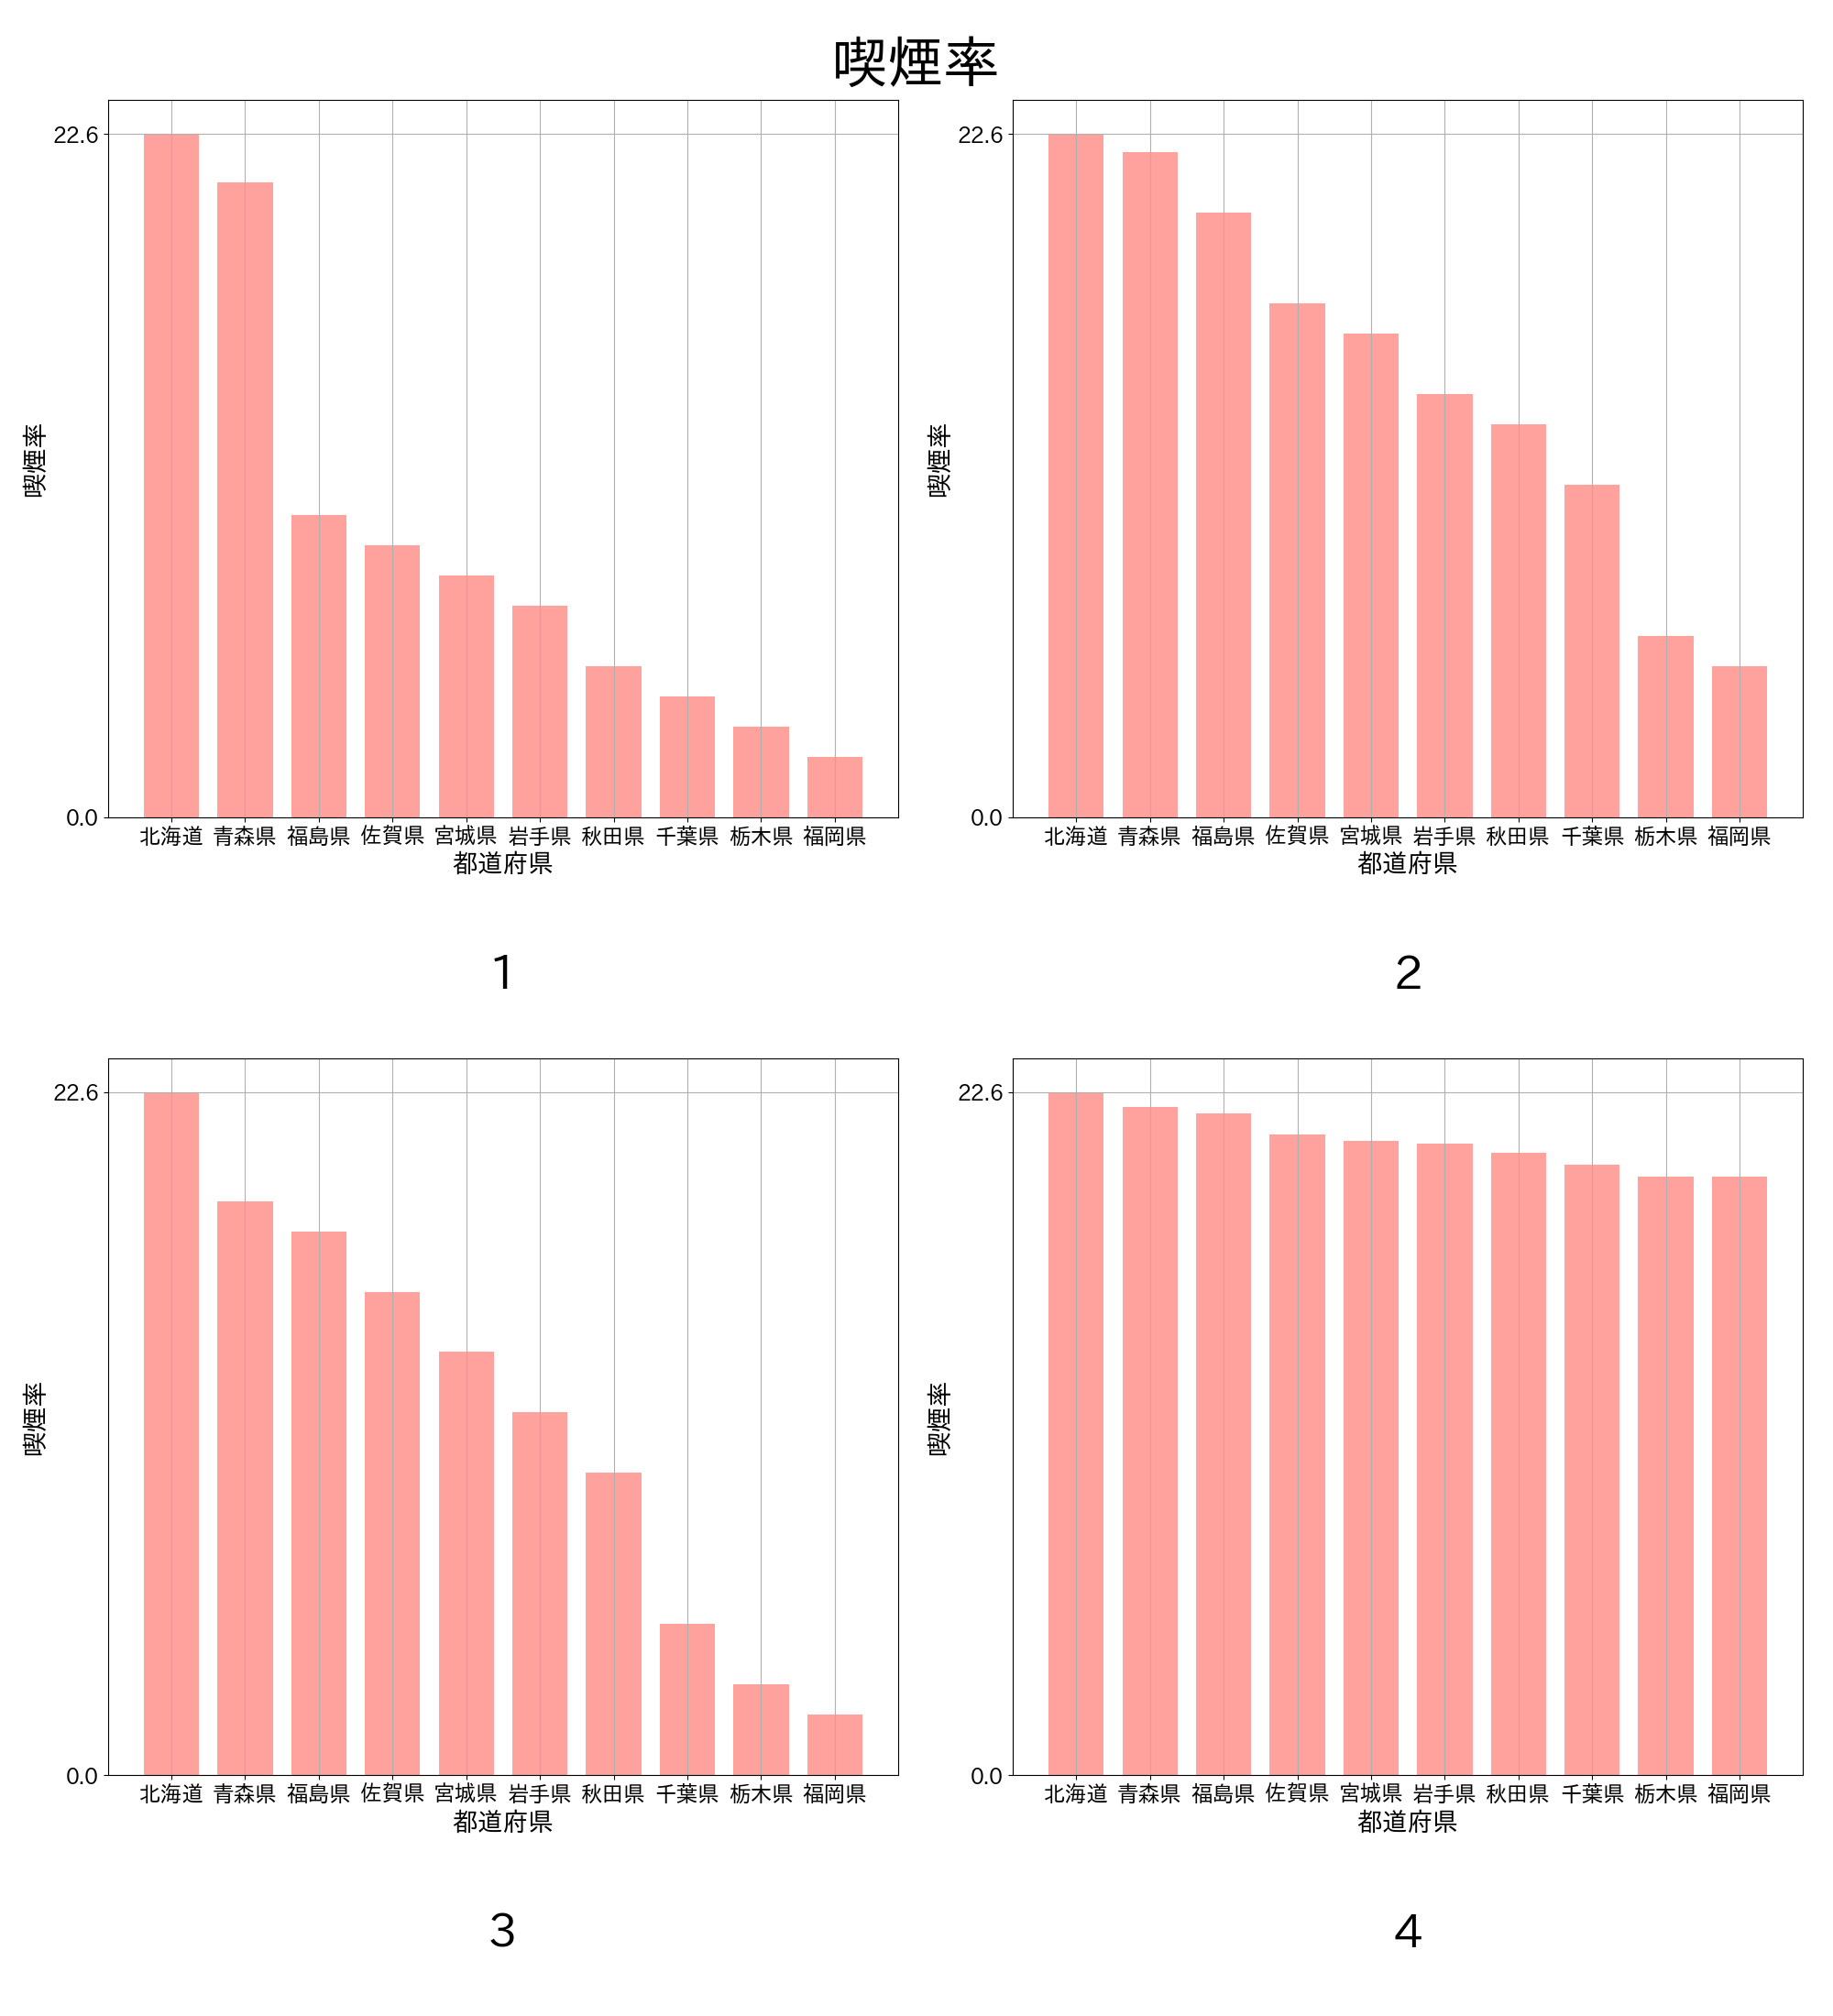 喫煙率
22.6
0.0
喫煙率
北海道 青森県 福島県 佐賀県 宮城県 岩手県 秋田県 千葉県 栃木県 福岡県
都道府県
1
22.6
0.0
喫煙率
北海道 青森県 福島県 佐賀県 宮城県 岩手県 秋田県 千葉県 栃木県 福岡県
都道府県
2
22.6
0.0
喫煙率
北海道 青森県 福島県 佐賀県 宮城県 岩手県 秋田県 千葉県 栃木県 福岡県
都道府県
3
22.6
0.0
喫煙率
北海道 青森県 福島県 佐賀県 宮城県 岩手県 秋田県 千葉県 栃木県 福岡県
都道府県
4